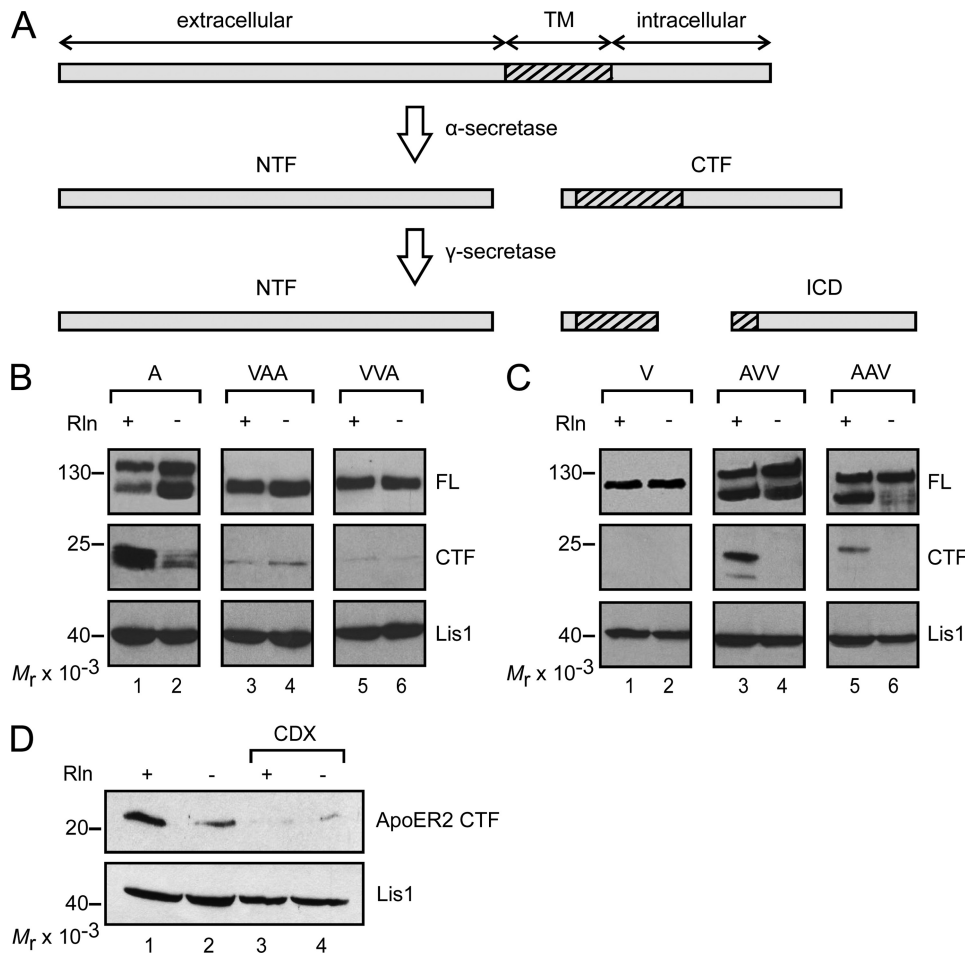 A
extracellular TM intracellular
α-secretase
NTF CTF
γ-secretase
NTF ICD
B
A VAA VVA
Rln + - + - + -
130 FL
25 CTF
40 Lis1
Mr x 10-3 1 2 3 4 5 6
C
V AVV AAV
Rln + - + - + -
130 FL
25 CTF
40 Lis1
Mr x 10-3 1 2 3 4 5 6
D
CDX
Rln + - + -
20 ApoER2 CTF
40 Lis1
Mr x 10-3 1 2 3 4